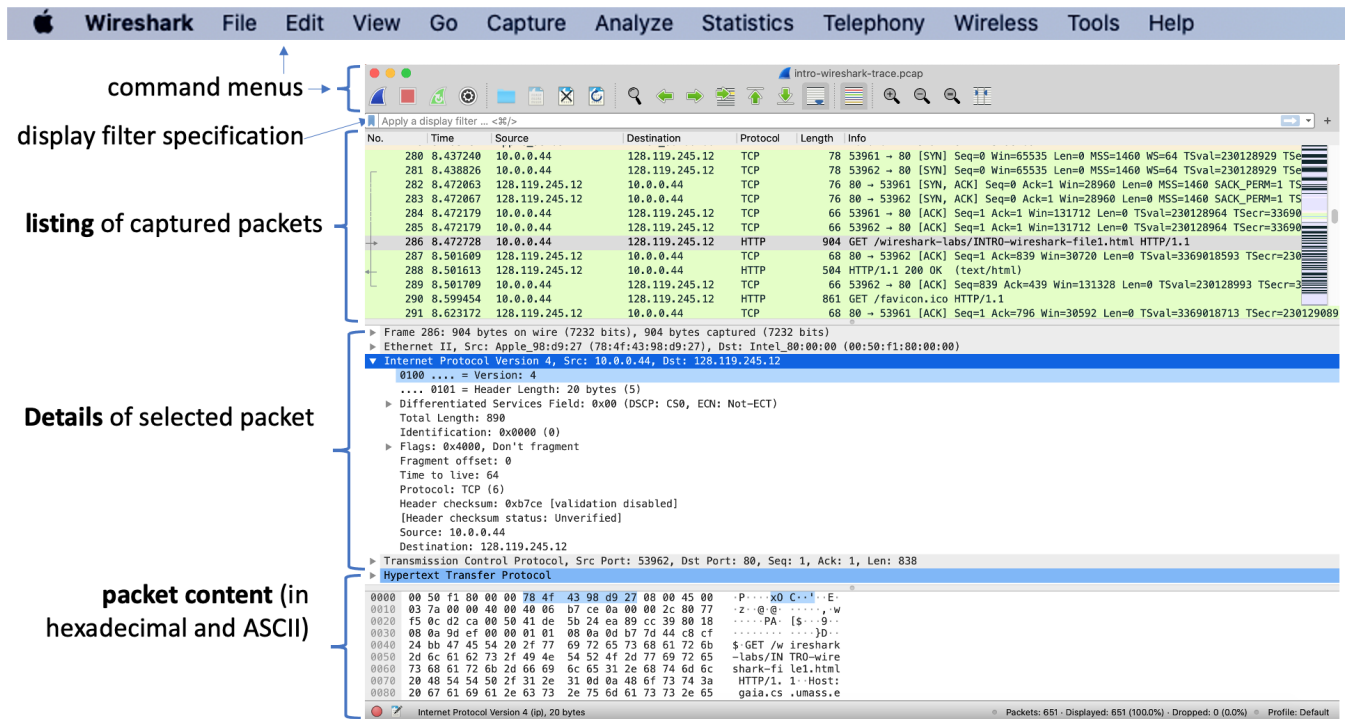 Wireshark File Edit View Go Capture Analyze Statistics Telephony Wireless Tools Help
command menus
display filter specification
listing of captured packets
Details of selected packet
packet content (in
hexadecimal and ASCII)
intro-wireshark-trace.pcap
Apply a display filter ... <⌘/>
+
No. Time Source Destination Protocol Length Info
280 8.437240 10.0.0.44 128.119.245.12 TCP 78 53961 → 80 [SYN] Seq=0 Win=65535 Len=0 MSS=1460 WS=64 TSval=230128929 TSe
281 8.438826 10.0.0.44 128.119.245.12 TCP 78 53962 → 80 [SYN] Seq=0 Win=65535 Len=0 MSS=1460 WS=64 TSval=230128929 TSe
282 8.472063 128.119.245.12 10.0.0.44 TCP 76 80 → 53961 [SYN, ACK] Seq=0 Ack=1 Win=28960 Len=0 MSS=1460 SACK_PERM=1 TS
283 8.472067 128.119.245.12 10.0.0.44 TCP 76 80 → 53962 [SYN, ACK] Seq=0 Ack=1 Win=28960 Len=0 MSS=1460 SACK_PERM=1 TS
284 8.472179 10.0.0.44 128.119.245.12 TCP 66 53961 → 80 [ACK] Seq=1 Ack=1 Win=131712 Len=0 TSval=230128964 TSecr=33690
285 8.472179 10.0.0.44 128.119.245.12 TCP 66 53962 → 80 [ACK] Seq=1 Ack=1 Win=131712 Len=0 TSval=230128964 TSecr=33690
286 8.472728 10.0.0.44 128.119.245.12 HTTP 904 GET /wireshark-labs/INTRO-wireshark-file1.html HTTP/1.1
287 8.501609 128.119.245.12 10.0.0.44 TCP 68 80 → 53962 [ACK] Seq=1 Ack=839 Win=30720 Len=0 TSval=3369018593 TSecr=230
288 8.501613 128.119.245.12 10.0.0.44 HTTP 504 HTTP/1.1 200 OK (text/html)
289 8.501709 10.0.0.44 128.119.245.12 TCP 66 53962 → 80 [ACK] Seq=839 Ack=439 Win=131328 Len=0 TSval=230128993 TSecr=3
290 8.599454 10.0.0.44 128.119.245.12 HTTP 861 GET /favicon.ico HTTP/1.1
291 8.623172 128.119.245.12 10.0.0.44 TCP 68 80 → 53961 [ACK] Seq=1 Ack=796 Win=30592 Len=0 TSval=3369018713 TSecr=230129089
Frame 286: 904 bytes on wire (7232 bits), 904 bytes captured (7232 bits)
Ethernet II, Src: Apple_98:d9:27 (78:4f:43:98:d9:27), Dst: Intel_80:00:00 (00:50:f1:80:00:00)
Internet Protocol Version 4, Src: 10.0.0.44, Dst: 128.119.245.12
0100 .... = Version: 4
.... 0101 = Header Length: 20 bytes (5)
Differentiated Services Field: 0x00 (DSCP: CS0, ECN: Not-ECT)
Total Length: 890
Identification: 0x0000 (0)
Flags: 0x4000, Don't fragment
Fragment offset: 0
Time to live: 64
Protocol: TCP (6)
Header checksum: 0xb7ce [validation disabled]
[Header checksum status: Unverified]
Source: 10.0.0.44
Destination: 128.119.245.12
Transmission Control Protocol, Src Port: 53962, Dst Port: 80, Seq: 1, Ack: 1, Len: 838
Hypertext Transfer Protocol
0000 00 50 f1 80 00 00 78 4f 43 98 d9 27 08 00 45 00 ·P····xO C··'··E·
0010 03 7a 00 00 40 00 40 06 b7 ce 0a 00 00 2c 80 77 ·z··@·@· ·····,·w
0020 f5 0c d2 ca 00 50 41 de 5b 24 ea 89 cc 39 80 18 ·····PA· [$···9··
0030 08 0a 9d ef 00 00 01 01 08 0a 0d b7 7d 44 c8 cf ········ ····}D··
0040 24 bb 47 45 54 20 2f 77 69 72 65 73 68 61 72 6b $·GET /w ireshark
0050 2d 6c 61 62 73 2f 49 4e 54 52 4f 2d 77 69 72 65 -labs/IN TRO-wire
0060 73 68 61 72 6b 2d 66 69 6c 65 31 2e 68 74 6d 6c shark-fi le1.html
0070 20 48 54 54 50 2f 31 2e 31 0d 0a 48 6f 73 74 3a HTTP/1. 1··Host:
0080 20 67 61 69 61 2e 63 73 2e 75 6d 61 73 73 2e 65 gaia.cs .umass.e
Internet Protocol Version 4 (ip), 20 bytes
Packets: 651 · Displayed: 651 (100.0%) · Dropped: 0 (0.0%)
Profile: Default